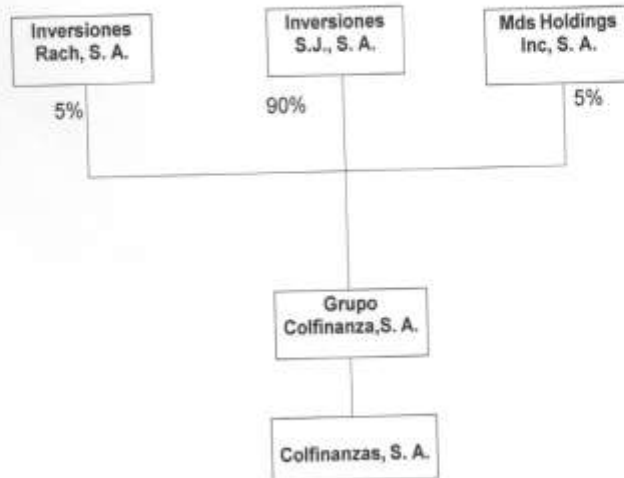 Inversiones
Rach, S. A.
Inversiones
S.J., S. A.
Mds Holdings
Inc, S. A.
5%
90%
5%
Grupo
Colfinanza,S. A.
Colfinanzas, S. A.